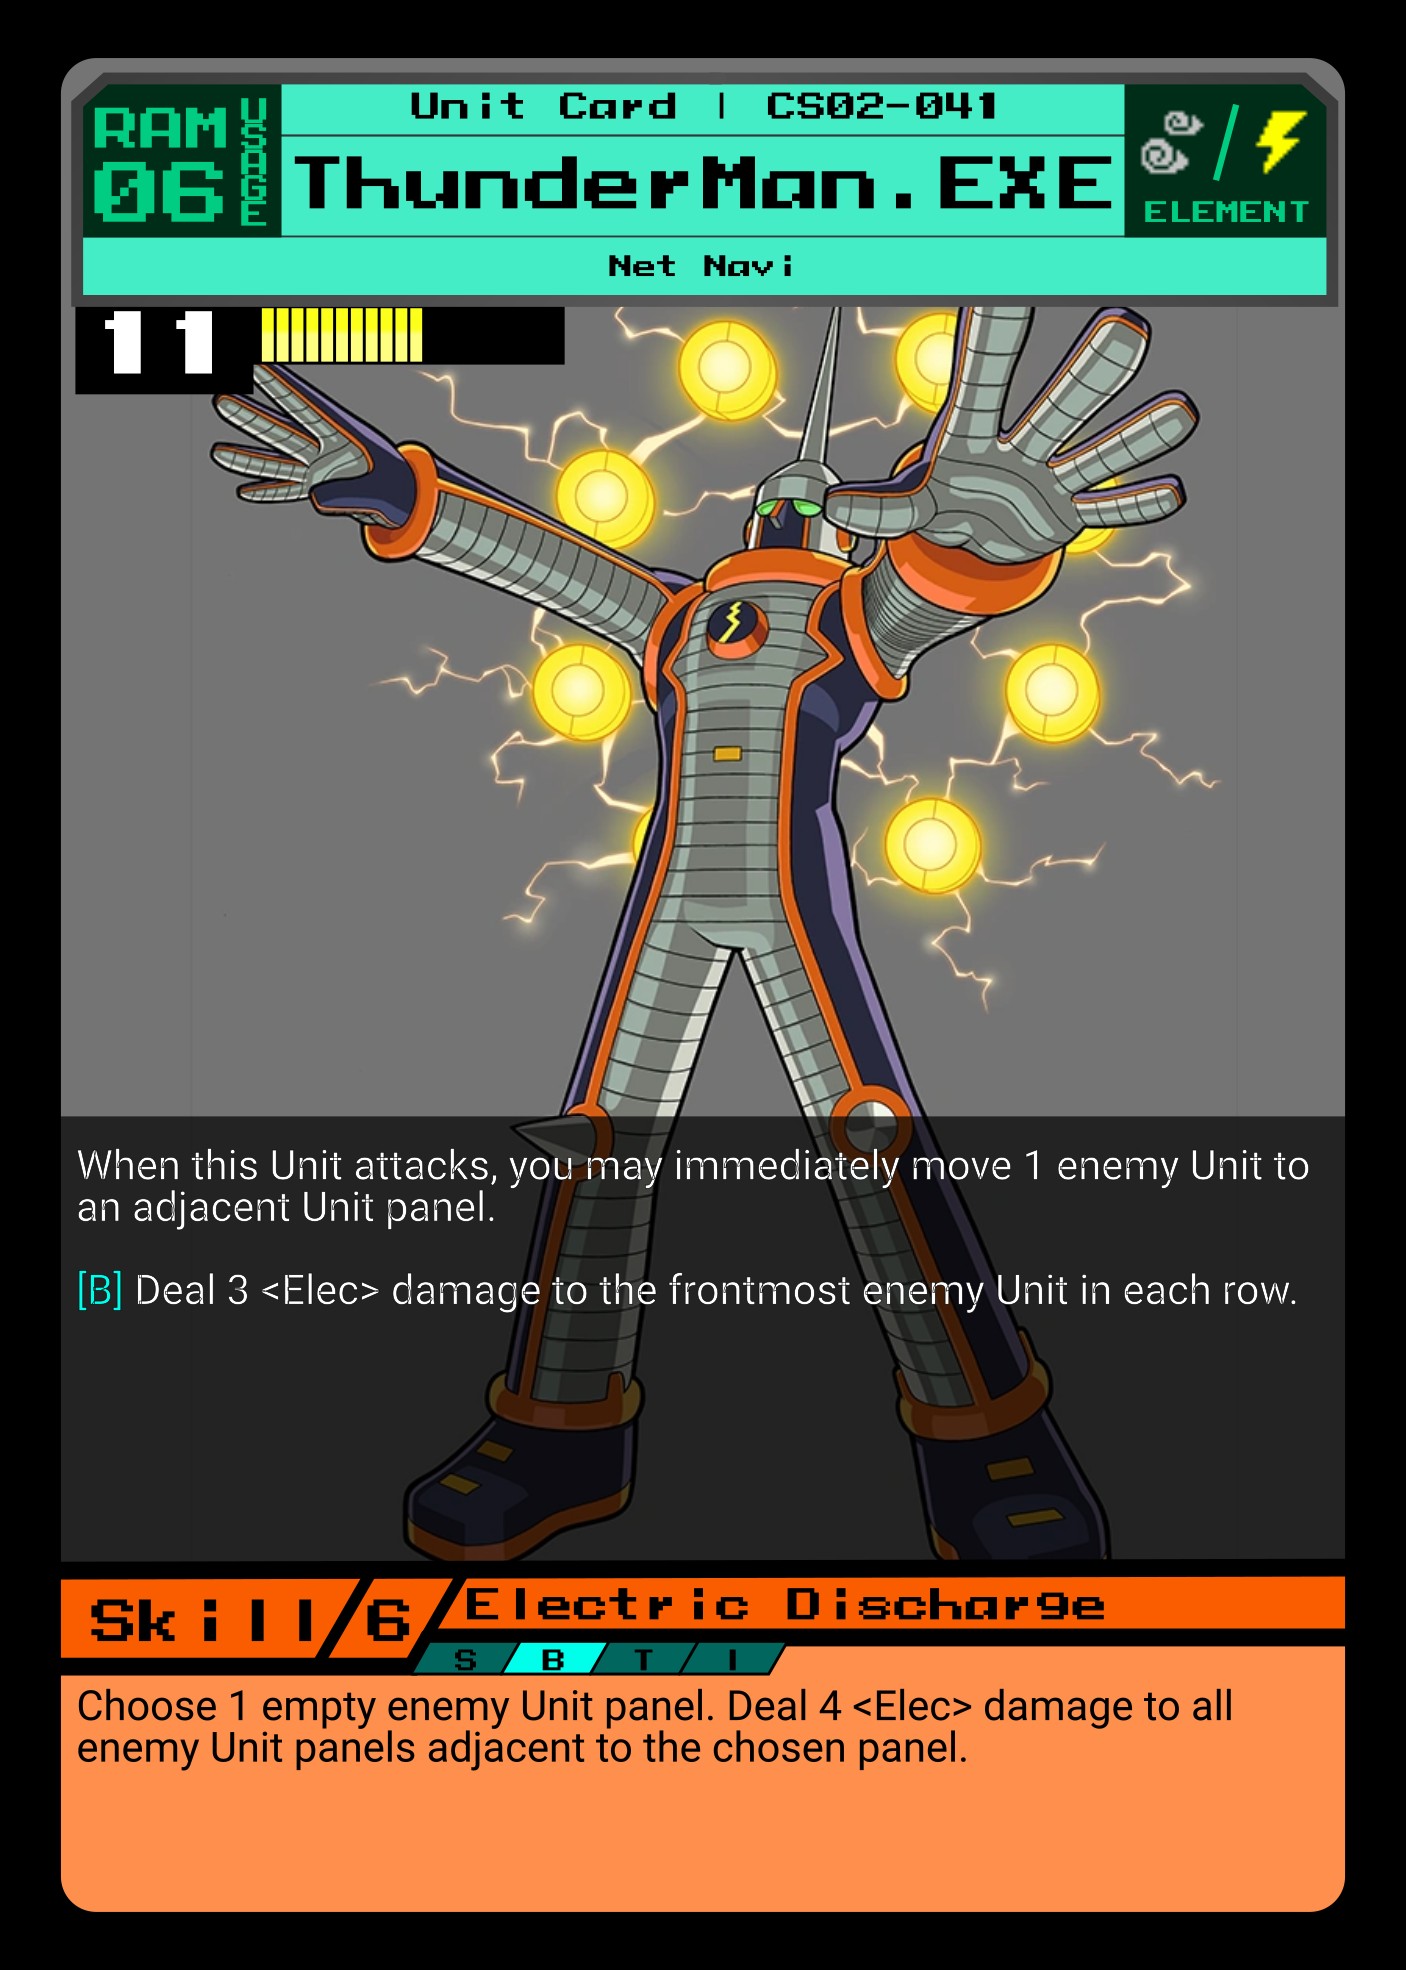 RAM
06
USAGE
Unit Card | CS02-041
ThunderMan.EXE
ELEMENT
Net Navi
11
When this Unit attacks, you may immediately move 1 enemy Unit to
an adjacent Unit panel.
[B] Deal 3 <Elec> damage to the frontmost enemy Unit in each row.
Skill/6
Electric Discharge
S B T I
Choose 1 empty enemy Unit panel. Deal 4 <Elec> damage to all
enemy Unit panels adjacent to the chosen panel.